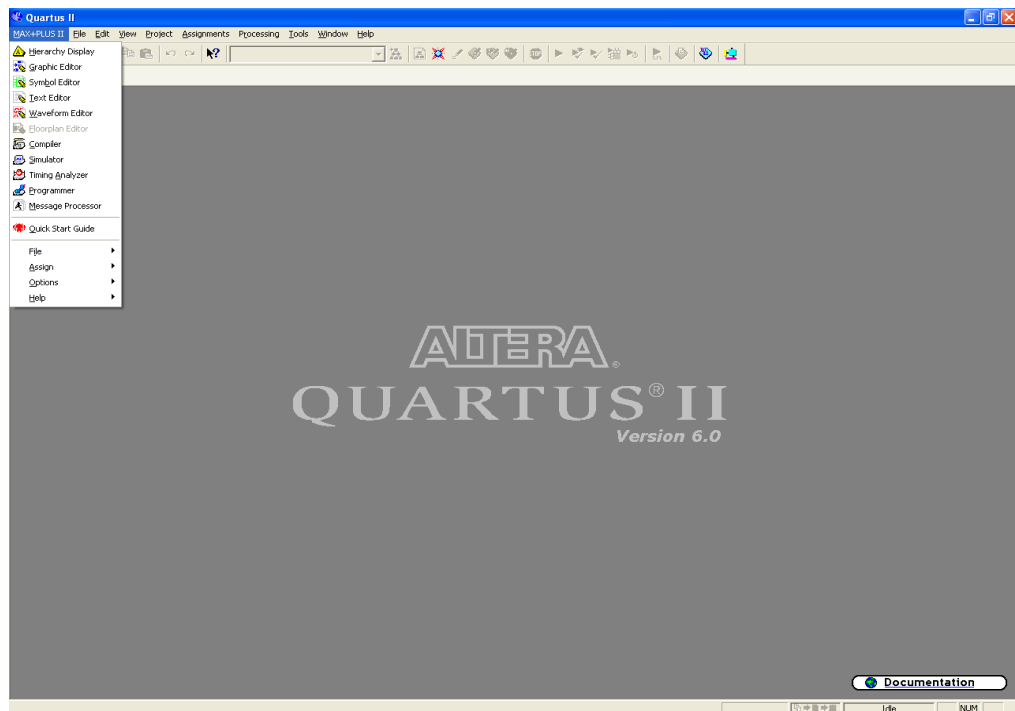 Quartus II
MAX+PLUS II File Edit View Project Assignments Processing Tools Window Help
Hierarchy Display
Graphic Editor
Symbol Editor
Text Editor
Waveform Editor
Floorplan Editor
Compiler
Simulator
Timing Analyzer
Programmer
Message Processor
Quick Start Guide
File
Assign
Options
Help
ALTERA®
QUARTUS® II
Version 6.0
Documentation
Idle NUM